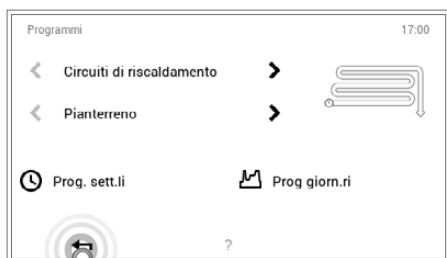 Programmi 17:00
Circuiti di riscaldamento
Pianterreno
Prog. sett.li Prog giorn.ri
?